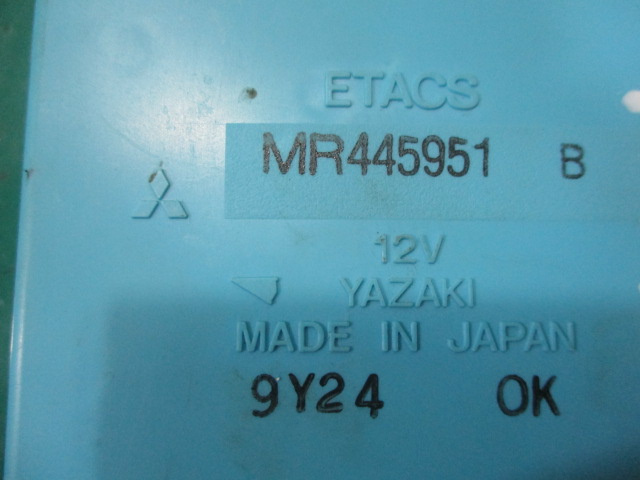 ETACS
MR445951 B
12V
YAZAKI
MADE IN JAPAN
9Y24 OK